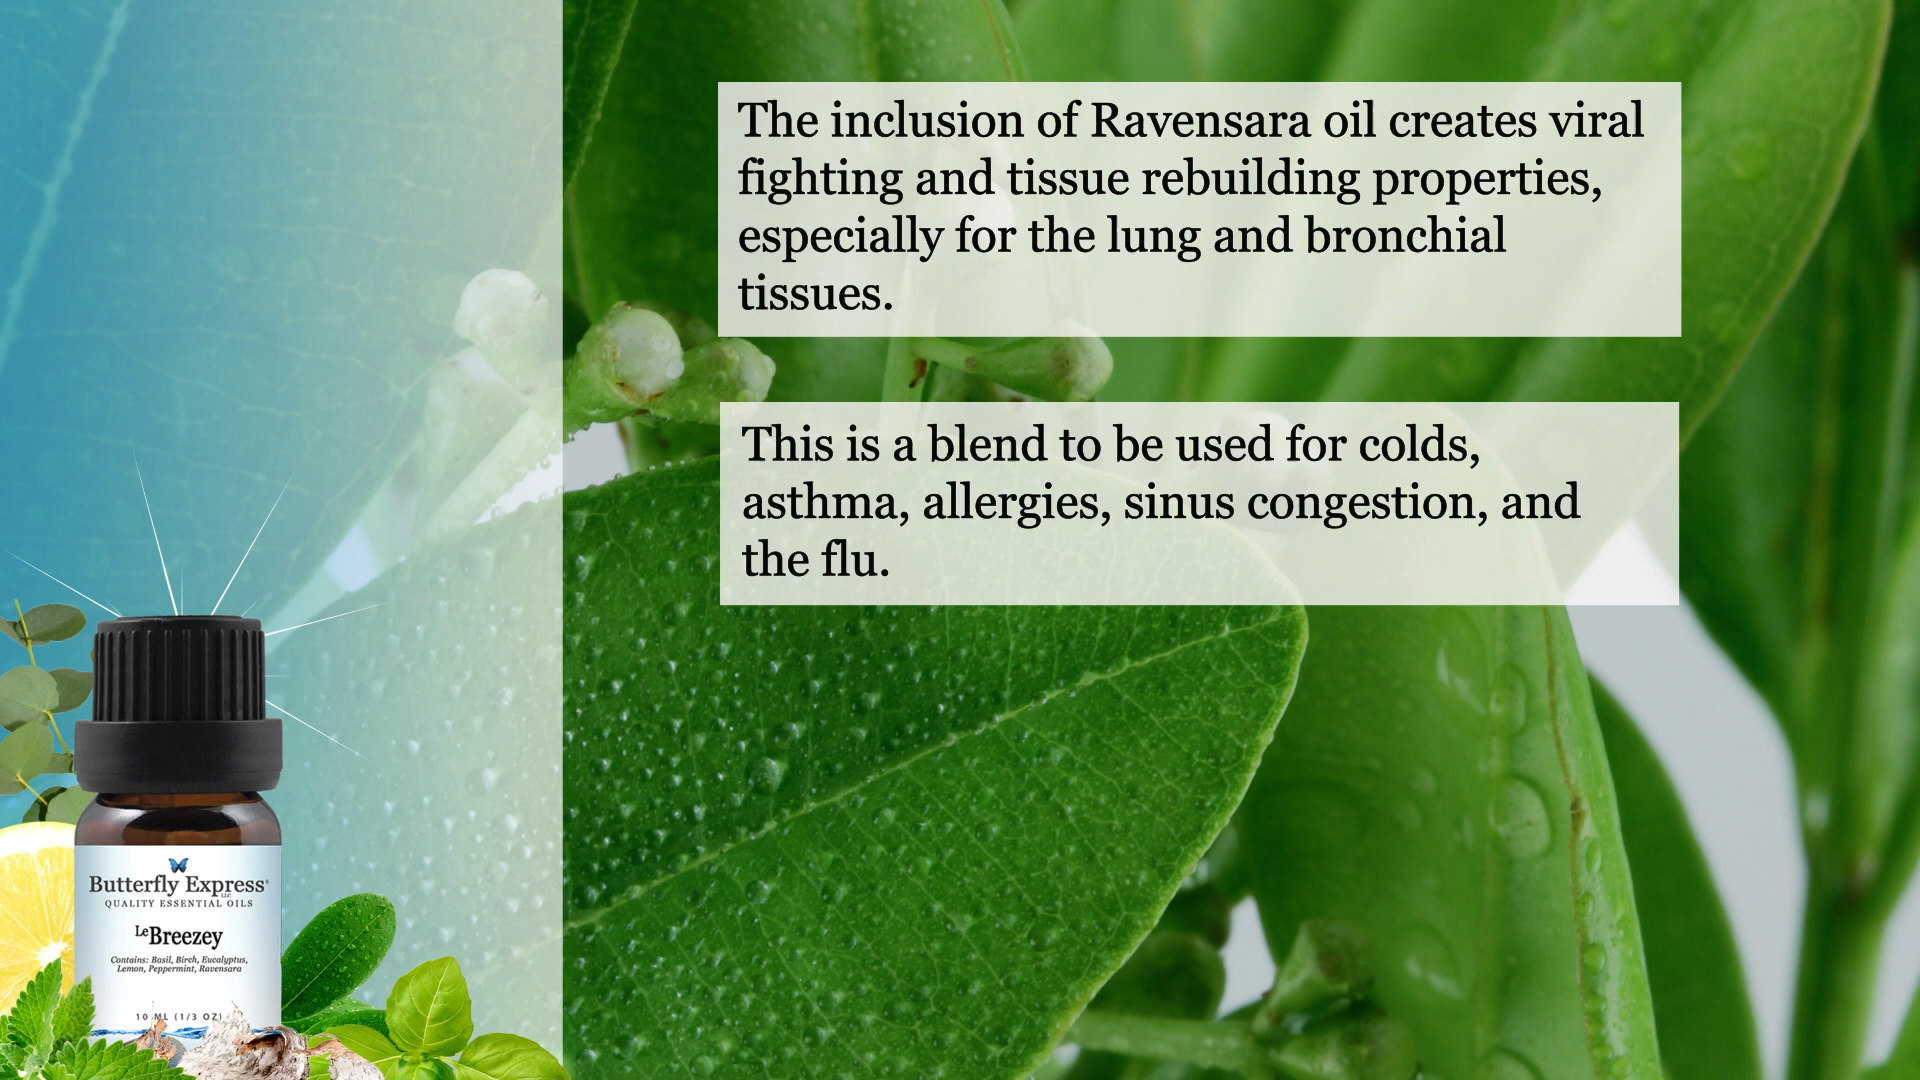 The inclusion of Ravensara oil creates viral
fighting and tissue rebuilding properties,
especially for the lung and bronchial
tissues.
This is a blend to be used for colds,
asthma, allergies, sinus congestion, and
the flu.
Butterfly Express®
LLC
QUALITY ESSENTIAL OILS
LeBreezey
Contains: Basil, Birch, Eucalyptus,
Lemon, Peppermint, Ravensara
10 ML (1/3 OZ)